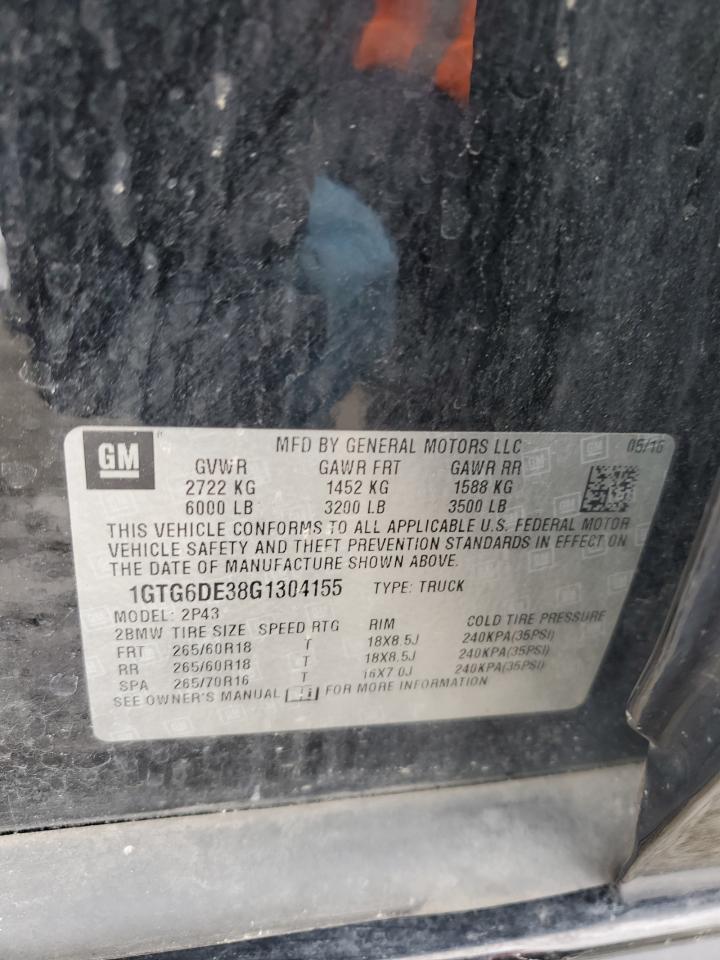 GM
MFD BY GENERAL MOTORS LLC 05/16
GVWR GAWR FRT GAWR RR
2722 KG 1452 KG 1588 KG
6000 LB 3200 LB 3500 LB
THIS VEHICLE CONFORMS TO ALL APPLICABLE U.S. FEDERAL MOTOR
VEHICLE SAFETY AND THEFT PREVENTION STANDARDS IN EFFECT ON
THE DATE OF MANUFACTURE SHOWN ABOVE.
1GTG6DE38G1304155 TYPE: TRUCK
MODEL: 2P43
2BMW TIRE SIZE SPEED RTG RIM COLD TIRE PRESSURE
FRT 265/60R18 T 18X8.5J 240KPA(35PSI)
RR 265/60R18 T 18X8.5J 240KPA(35PSI)
SPA 265/70R16 T 16X7.0J 240KPA(35PSI)
SEE OWNER'S MANUAL FOR MORE INFORMATION